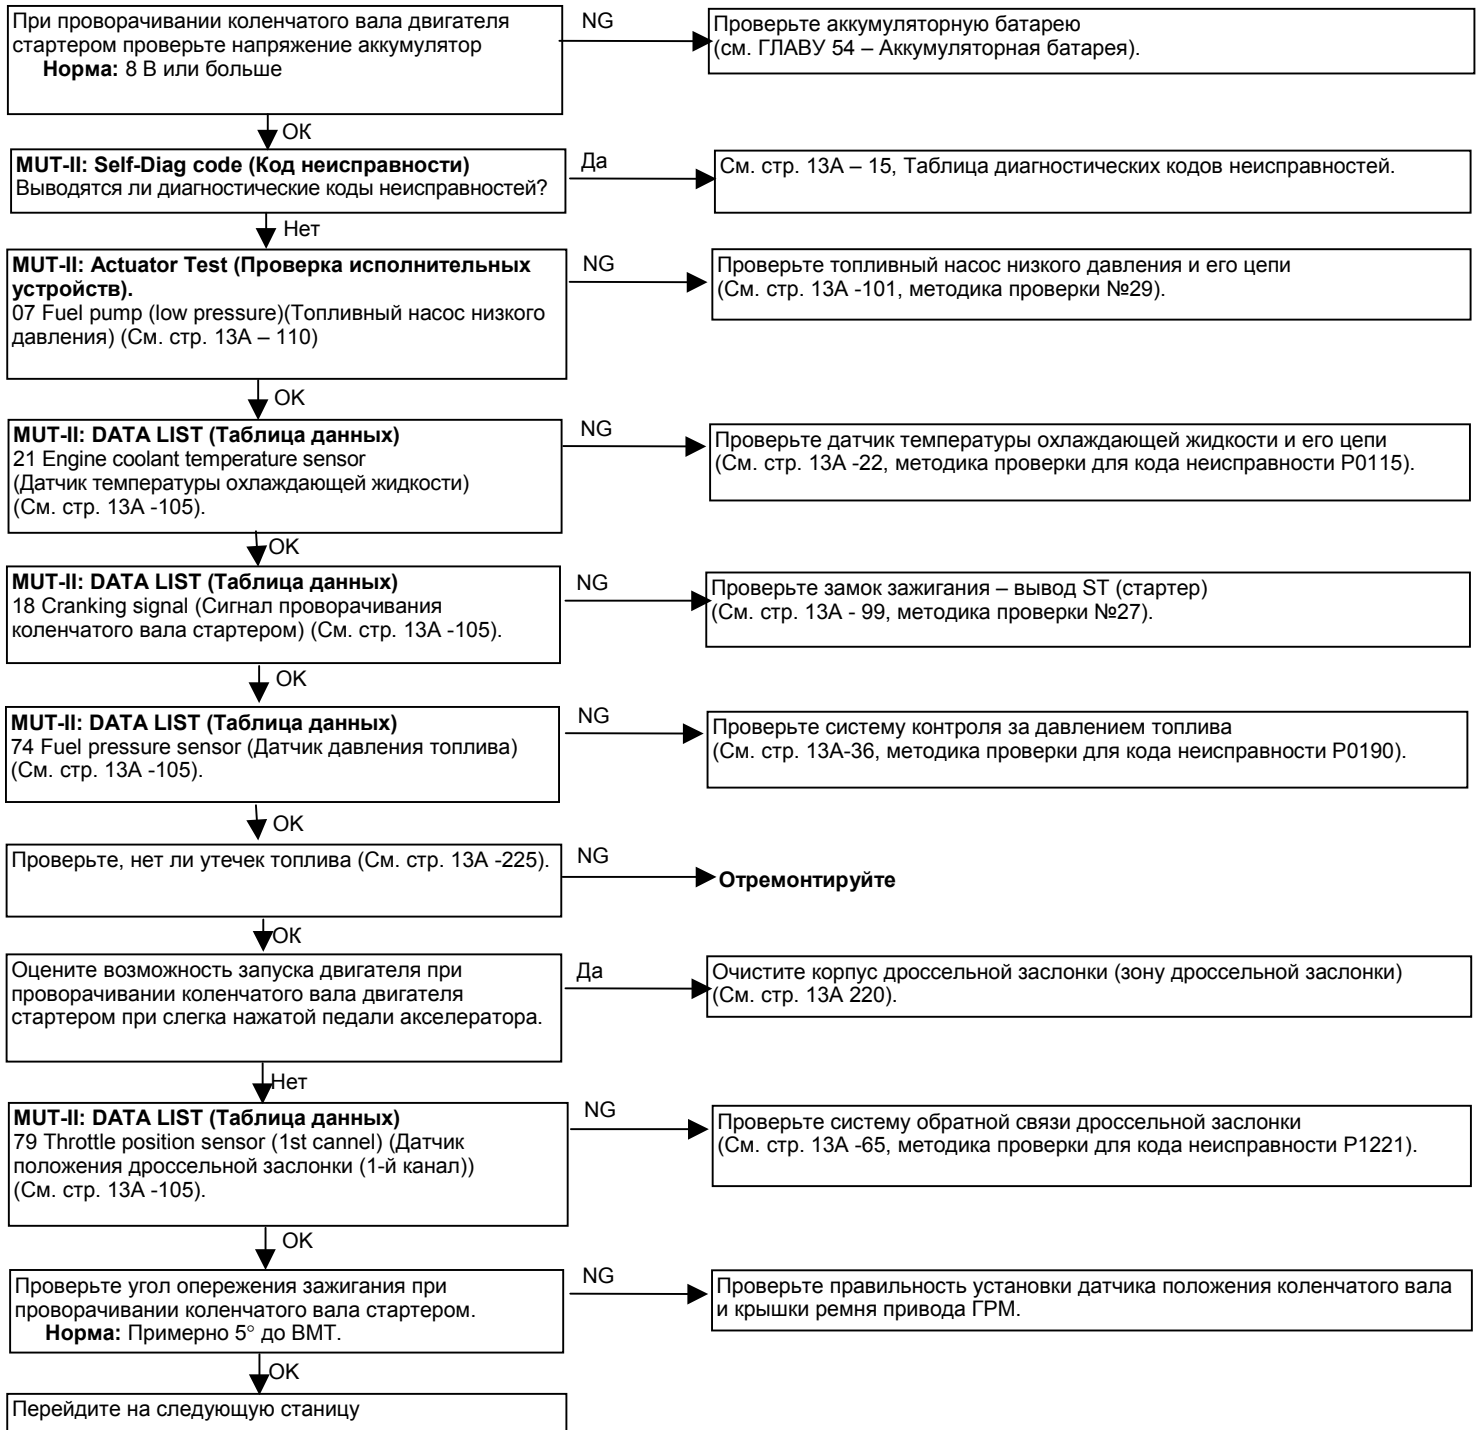 При проворачивании коленчатого вала двигателя
стартером проверьте напряжение аккумулятор
Норма: 8 В или больше
NG
Проверьте аккумуляторную батарею
(см. ГЛАВУ 54 – Аккумуляторная батарея).
ОК
MUT-II: Self-Diag code (Код неисправности)
Выводятся ли диагностические коды неисправностей?
Да
См. стр. 13А – 15, Таблица диагностических кодов неисправностей.
Нет
MUT-II: Actuator Test (Проверка исполнительных
устройств).
07 Fuel pump (low pressure)(Топливный насос низкого
давления) (См. стр. 13А – 110)
NG
Проверьте топливный насос низкого давления и его цепи
(См. стр. 13А -101, методика проверки №29).
OK
MUT-II: DATA LIST (Таблица данных)
21 Engine coolant temperature sensor
(Датчик температуры охлаждающей жидкости)
(См. стр. 13А -105).
NG
Проверьте датчик температуры охлаждающей жидкости и его цепи
(См. стр. 13А -22, методика проверки для кода неисправности P0115).
OK
MUT-II: DATA LIST (Таблица данных)
18 Cranking signal (Сигнал проворачивания
коленчатого вала стартером) (См. стр. 13А -105).
NG
Проверьте замок зажигания – вывод ST (стартер)
(См. стр. 13А - 99, методика проверки №27).
OK
MUT-II: DATA LIST (Таблица данных)
74 Fuel pressure sensor (Датчик давления топлива)
(См. стр. 13А -105).
NG
Проверьте систему контроля за давлением топлива
(См. стр. 13А-36, методика проверки для кода неисправности P0190).
OK
Проверьте, нет ли утечек топлива (См. стр. 13А -225).
NG
Отремонтируйте
ОК
Оцените возможность запуска двигателя при
проворачивании коленчатого вала двигателя
стартером при слегка нажатой педали акселератора.
Да
Очистите корпус дроссельной заслонки (зону дроссельной заслонки)
(См. стр. 13А 220).
Нет
MUT-II: DATA LIST (Таблица данных)
79 Throttle position sensor (1st cannel) (Датчик
положения дроссельной заслонки (1-й канал))
(См. стр. 13А -105).
NG
Проверьте систему обратной связи дроссельной заслонки
(См. стр. 13А -65, методика проверки для кода неисправности P1221).
OK
Проверьте угол опережения зажигания при
проворачивании коленчатого вала стартером.
Норма: Примерно 5° до ВМТ.
NG
Проверьте правильность установки датчика положения коленчатого вала
и крышки ремня привода ГРМ.
OK
Перейдите на следующую станицу